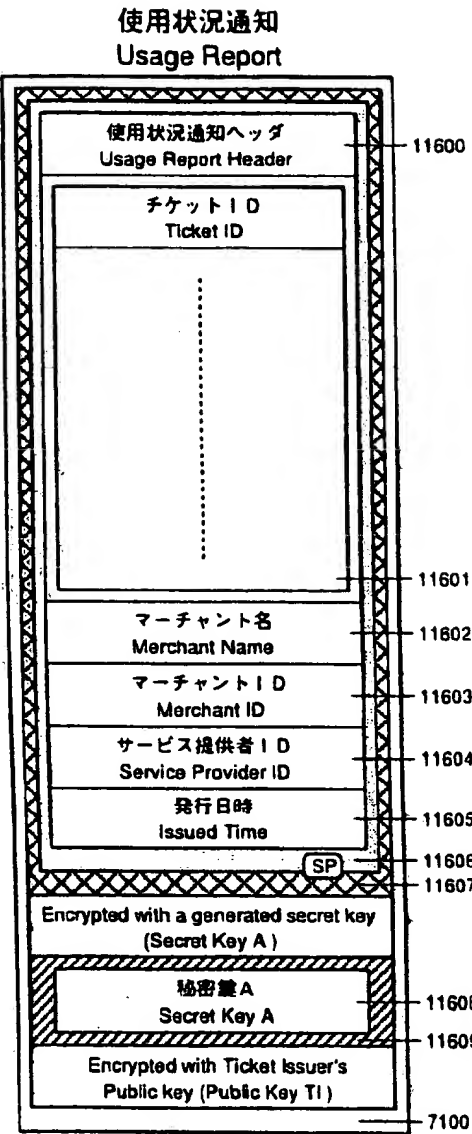 使用状況通知
Usage Report
使用状況通知ヘッダ
Usage Report Header
11600
チケットID
Ticket ID
11601
マーチャント名
Merchant Name
11602
マーチャントID
Merchant ID
11603
サービス提供者ID
Service Provider ID
11604
発行日時
Issued Time
11605
SP
11606
11607
Encrypted with a generated secret key
(Secret Key A )
秘密鍵A
Secret Key A
11608
11609
Encrypted with Ticket Issuer's
Public key (Public Key TI )
7100